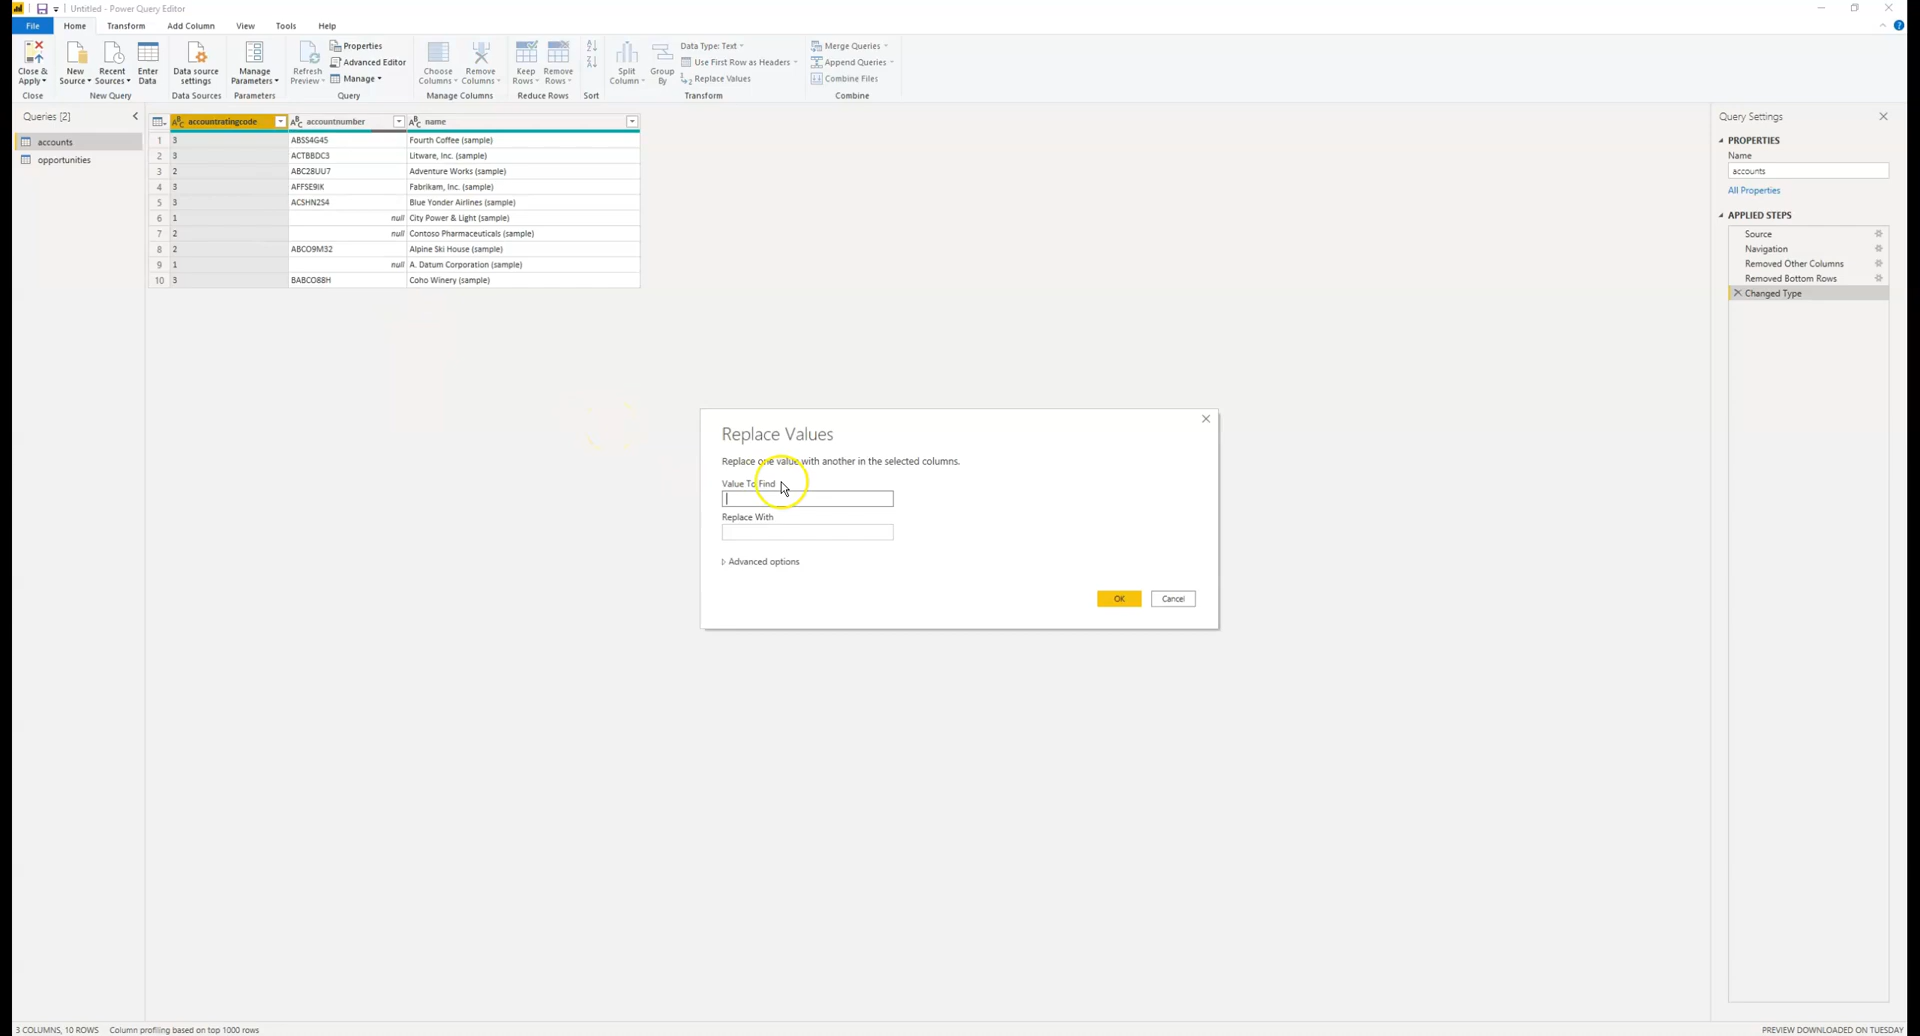 Untitled - Power Query Editor
File Home Transform Add Column View Tools Help
Close & Apply
New Source
Recent Sources
Enter Data
Data source settings
Manage Parameters
Refresh Preview
Properties
Advanced Editor
Manage
Choose Columns
Remove Columns
Keep Rows
Remove Rows
Split Column
Group By
Data Type: Text
Use First Row as Headers
Replace Values
Merge Queries
Append Queries
Combine Files
Close New Query Data Sources Parameters Query Manage Columns Reduce Rows Sort Transform Combine
Queries [2]
accounts
opportunities
accountratingcode accountnumber name
1 3 ABSS4G45 Fourth Coffee (sample)
2 3 ACTBBDC3 Litware, Inc. (sample)
3 2 ABC28UU7 Adventure Works (sample)
4 3 AFFSE9IK Fabrikam, Inc. (sample)
5 3 ACSHN2S4 Blue Yonder Airlines (sample)
6 1 null City Power & Light (sample)
7 2 null Contoso Pharmaceuticals (sample)
8 2 ABCO9M32 Alpine Ski House (sample)
9 1 null A. Datum Corporation (sample)
10 3 BABCO88H Coho Winery (sample)
Replace Values
Replace one value with another in the selected columns.
Value To Find
Replace With
Advanced options
OK Cancel
Query Settings
PROPERTIES
Name
accounts
All Properties
APPLIED STEPS
Source
Navigation
Removed Other Columns
Removed Bottom Rows
Changed Type
3 COLUMNS, 10 ROWS Column profiling based on top 1000 rows
PREVIEW DOWNLOADED ON TUESDAY